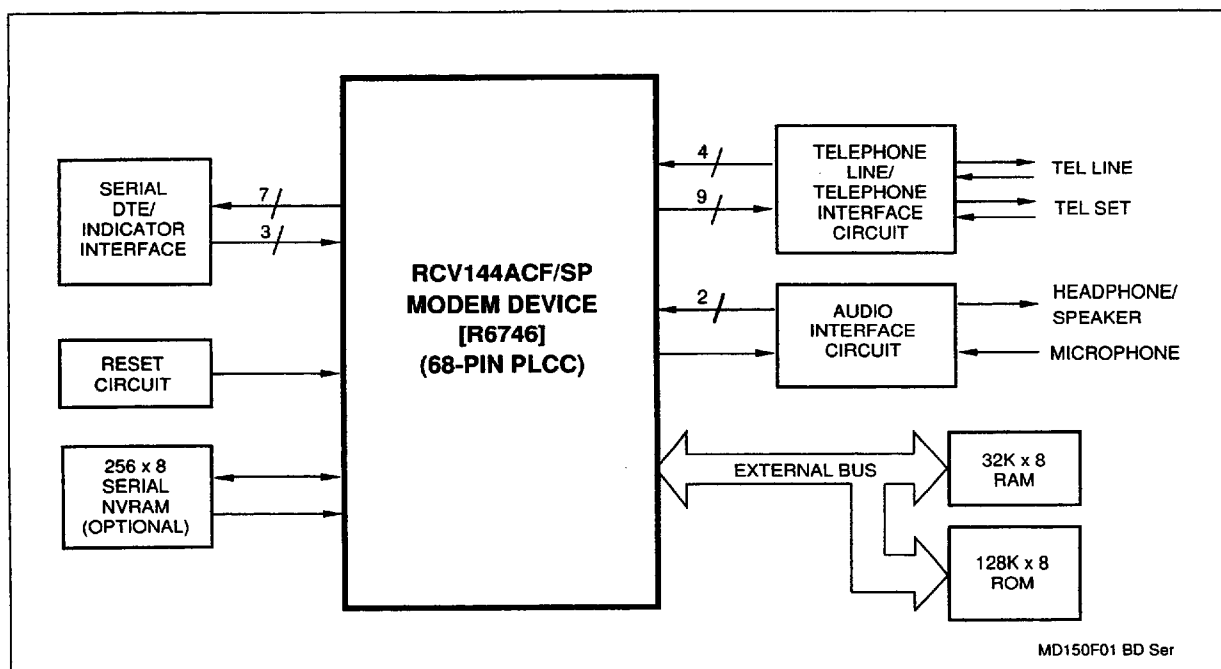 SERIAL
DTE/
INDICATOR
INTERFACE
7
3
RESET
CIRCUIT
256 x 8
SERIAL
NVRAM
(OPTIONAL)
RCV144ACF/SP
MODEM DEVICE
[R6746]
(68-PIN PLCC)
4
9
2
TELEPHONE
LINE/
TELEPHONE
INTERFACE
CIRCUIT
TEL LINE
TEL SET
AUDIO
INTERFACE
CIRCUIT
HEADPHONE/
SPEAKER
MICROPHONE
EXTERNAL BUS
32K x 8
RAM
128K x 8
ROM
MD150F01 BD Ser